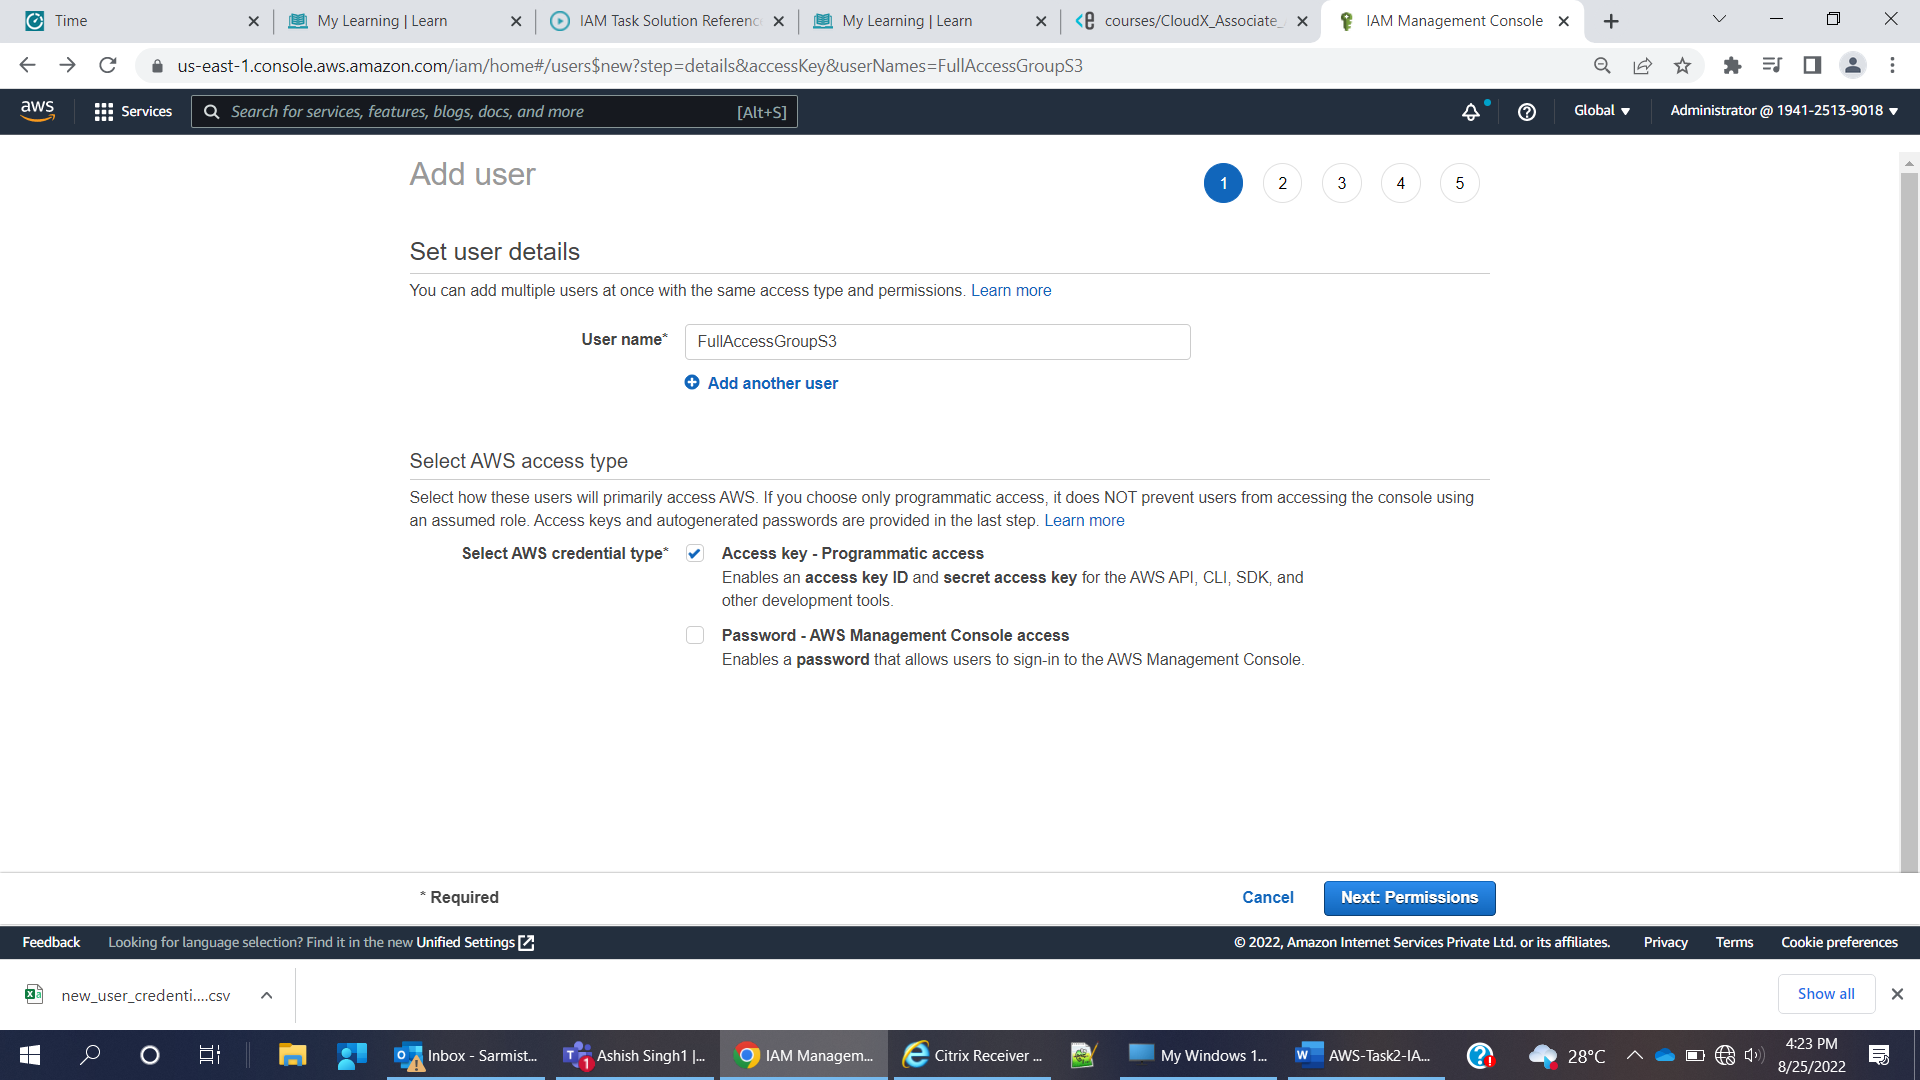 Time
My Learning | Learn
IAM Task Solution Referenc
My Learning | Learn
courses/CloudX_Associate_
IAM Management Console
us-east-1.console.aws.amazon.com/iam/home#/users$new?step=details&accessKey&userNames=FullAccessGroupS3
aws
Services
Search for services, features, blogs, docs, and more
[Alt+S]
Global
Administrator @ 1941-2513-9018
Add user
1 2 3 4 5
Set user details
You can add multiple users at once with the same access type and permissions. Learn more
User name*
FullAccessGroupS3
Add another user
Select AWS access type
Select how these users will primarily access AWS. If you choose only programmatic access, it does NOT prevent users from accessing the console using
an assumed role. Access keys and autogenerated passwords are provided in the last step. Learn more
Select AWS credential type*
Access key - Programmatic access
Enables an access key ID and secret access key for the AWS API, CLI, SDK, and
other development tools.
Password - AWS Management Console access
Enables a password that allows users to sign-in to the AWS Management Console.
* Required
Cancel
Next: Permissions
Feedback
Looking for language selection? Find it in the new Unified Settings
© 2022, Amazon Internet Services Private Ltd. or its affiliates.
Privacy
Terms
Cookie preferences
new_user_credenti....csv
Show all
Inbox - Sarmist...
1
Ashish Singh1 |...
IAM Managem...
Citrix Receiver ...
My Windows 1...
AWS-Task2-IA...
28°C
4:23 PM
8/25/2022